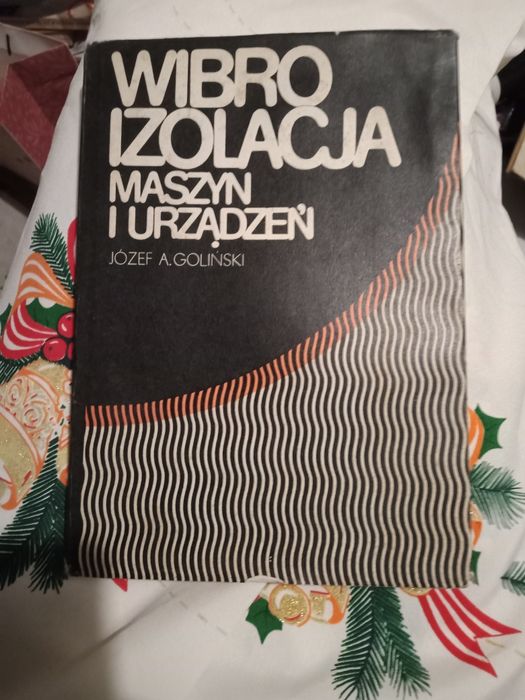 WIBRO
IZOLACJA
MASZYN
I URZĄDZEŃ
JÓZEF A. GOLIŃSKI